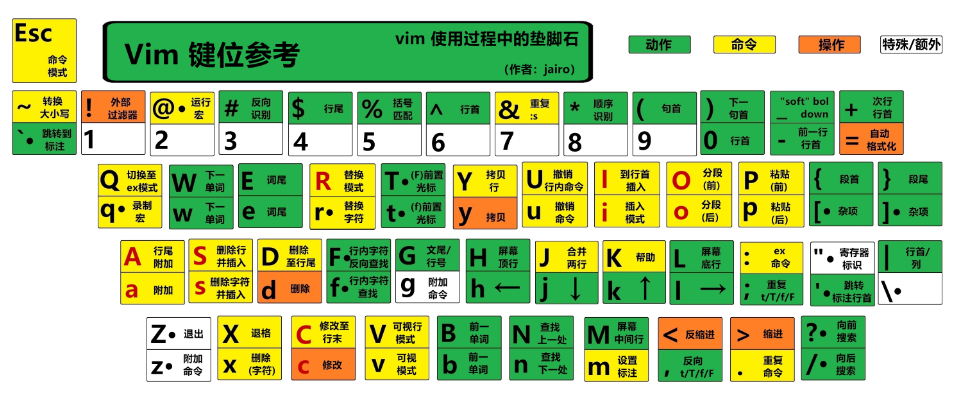 Esc
命令
模式
Vim 键位参考
vim 使用过程中的垫脚石
(作者：jairo)
动作
命令
操作
特殊/额外
~ 转换
大小写
! 外部
过滤器
@• 运行
宏
# 反向
识别
$ 行尾
% 括号
匹配
^ 行首
& 重复
:s
* 顺序
识别
( 句首
) 下一
句首
_ "soft" bol
down
+ 次行
行首
`• 跳转到
标注
1
2
3
4
5
6
7
8
9
0 行首
- 前一行
行首
= 自动
格式化
Q 切换至
ex模式
W 下一
单词
E 词尾
R 替换
模式
T• (F)前置
光标
Y 拷贝
行
U 撤销
行内命令
I 到行首
插入
O 分段
(前)
P 粘贴
(前)
{ 段首
} 段尾
q• 录制
宏
w 下一
单词
e 词尾
r• 替换
字符
t• (f)前置
光标
y 拷贝
u 撤销
命令
i 插入
模式
o 分段
(后)
p 粘贴
(后)
[• 杂项
]• 杂项
A 行尾
附加
S 删除行
并插入
D 删除
至行尾
F• 行内字符
反向查找
G 文尾/
行号
H 屏幕
顶行
J 合并
两行
K 帮助
L 屏幕
底行
: ex
命令
"• 寄存器
标识
| 行首/
列
a 附加
s 删除字符
并插入
d 删除
f• 行内字符
查找
g 附加
命令
h ←
j ↓
k ↑
l →
; 重复
t/T/f/F
'• 跳转
标注行首
\•
Z• 退出
X 退格
C 修改至
行末
V 可视行
模式
B 前一
单词
N 查找
上一处
M 屏幕
中间行
< 反缩进
> 缩进
?• 向前
搜索
z• 附加
命令
x 删除
(字符)
c 修改
v 可视
模式
b 前一
单词
n 查找
下一处
m 设置
标注
, 反向
t/T/f/F
. 重复
命令
/• 向后
搜索